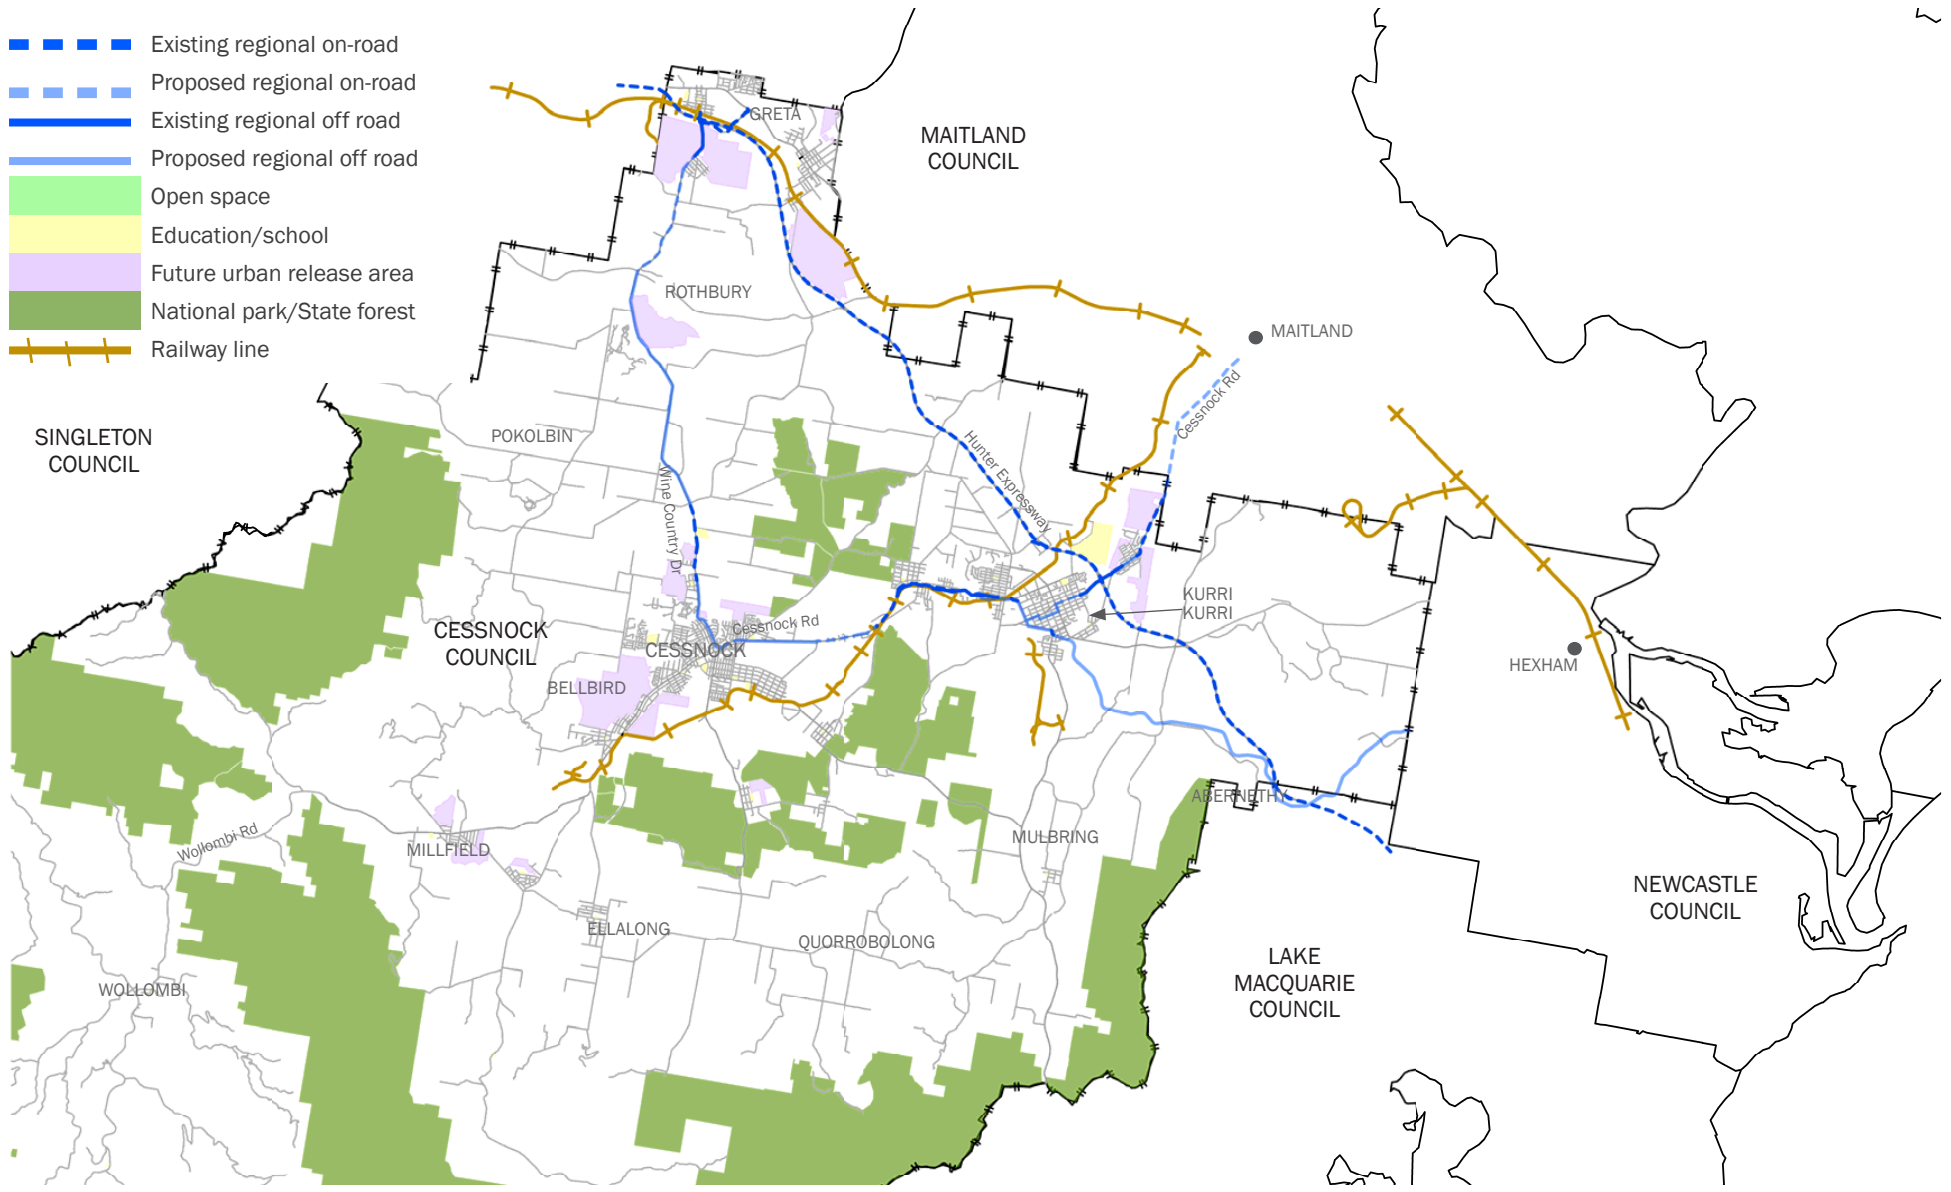 Existing regional on-road
Proposed regional on-road
Existing regional off road
Proposed regional off road
Open space
Education/school
Future urban release area
National park/State forest
Railway line
GRETA
MAITLAND
COUNCIL
ROTHBURY
MAITLAND
Cessnock Rd
SINGLETON
COUNCIL
POKOLBIN
Hunter Expressway
Wine Country Dr
KURRI
KURRI
CESSNOCK
COUNCIL
Cessnock Rd
CESSNOCK
HEXHAM
BELLBIRD
ABERNETHY
Wollombi Rd
MILLFIELD
MULBRING
NEWCASTLE
COUNCIL
ELLALONG
QUORROBOLONG
LAKE
MACQUARIE
COUNCIL
WOLLOMBI